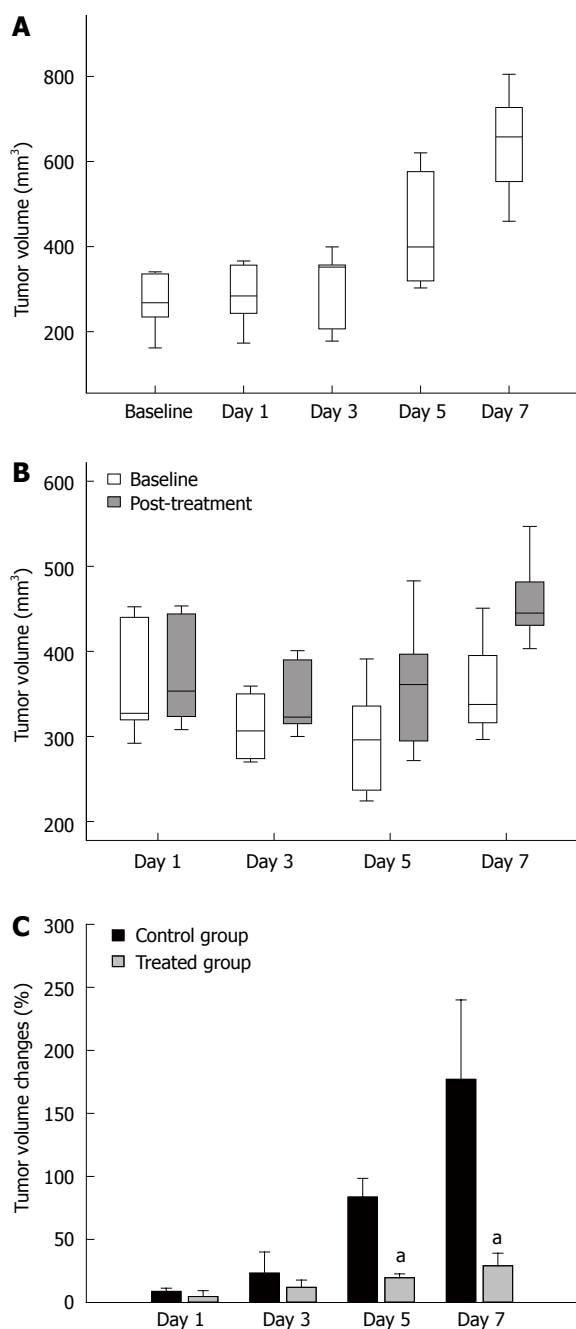 A
Tumor volume (mm³)
800
600
400
200
Baseline Day 1 Day 3 Day 5 Day 7
B
Tumor volume (mm³)
600
500
400
300
200
Baseline
Post-treatment
Day 1 Day 3 Day 5 Day 7
C
Tumor volume changes (%)
300
250
200
150
100
50
0
Control group
Treated group
a
a
Day 1 Day 3 Day 5 Day 7